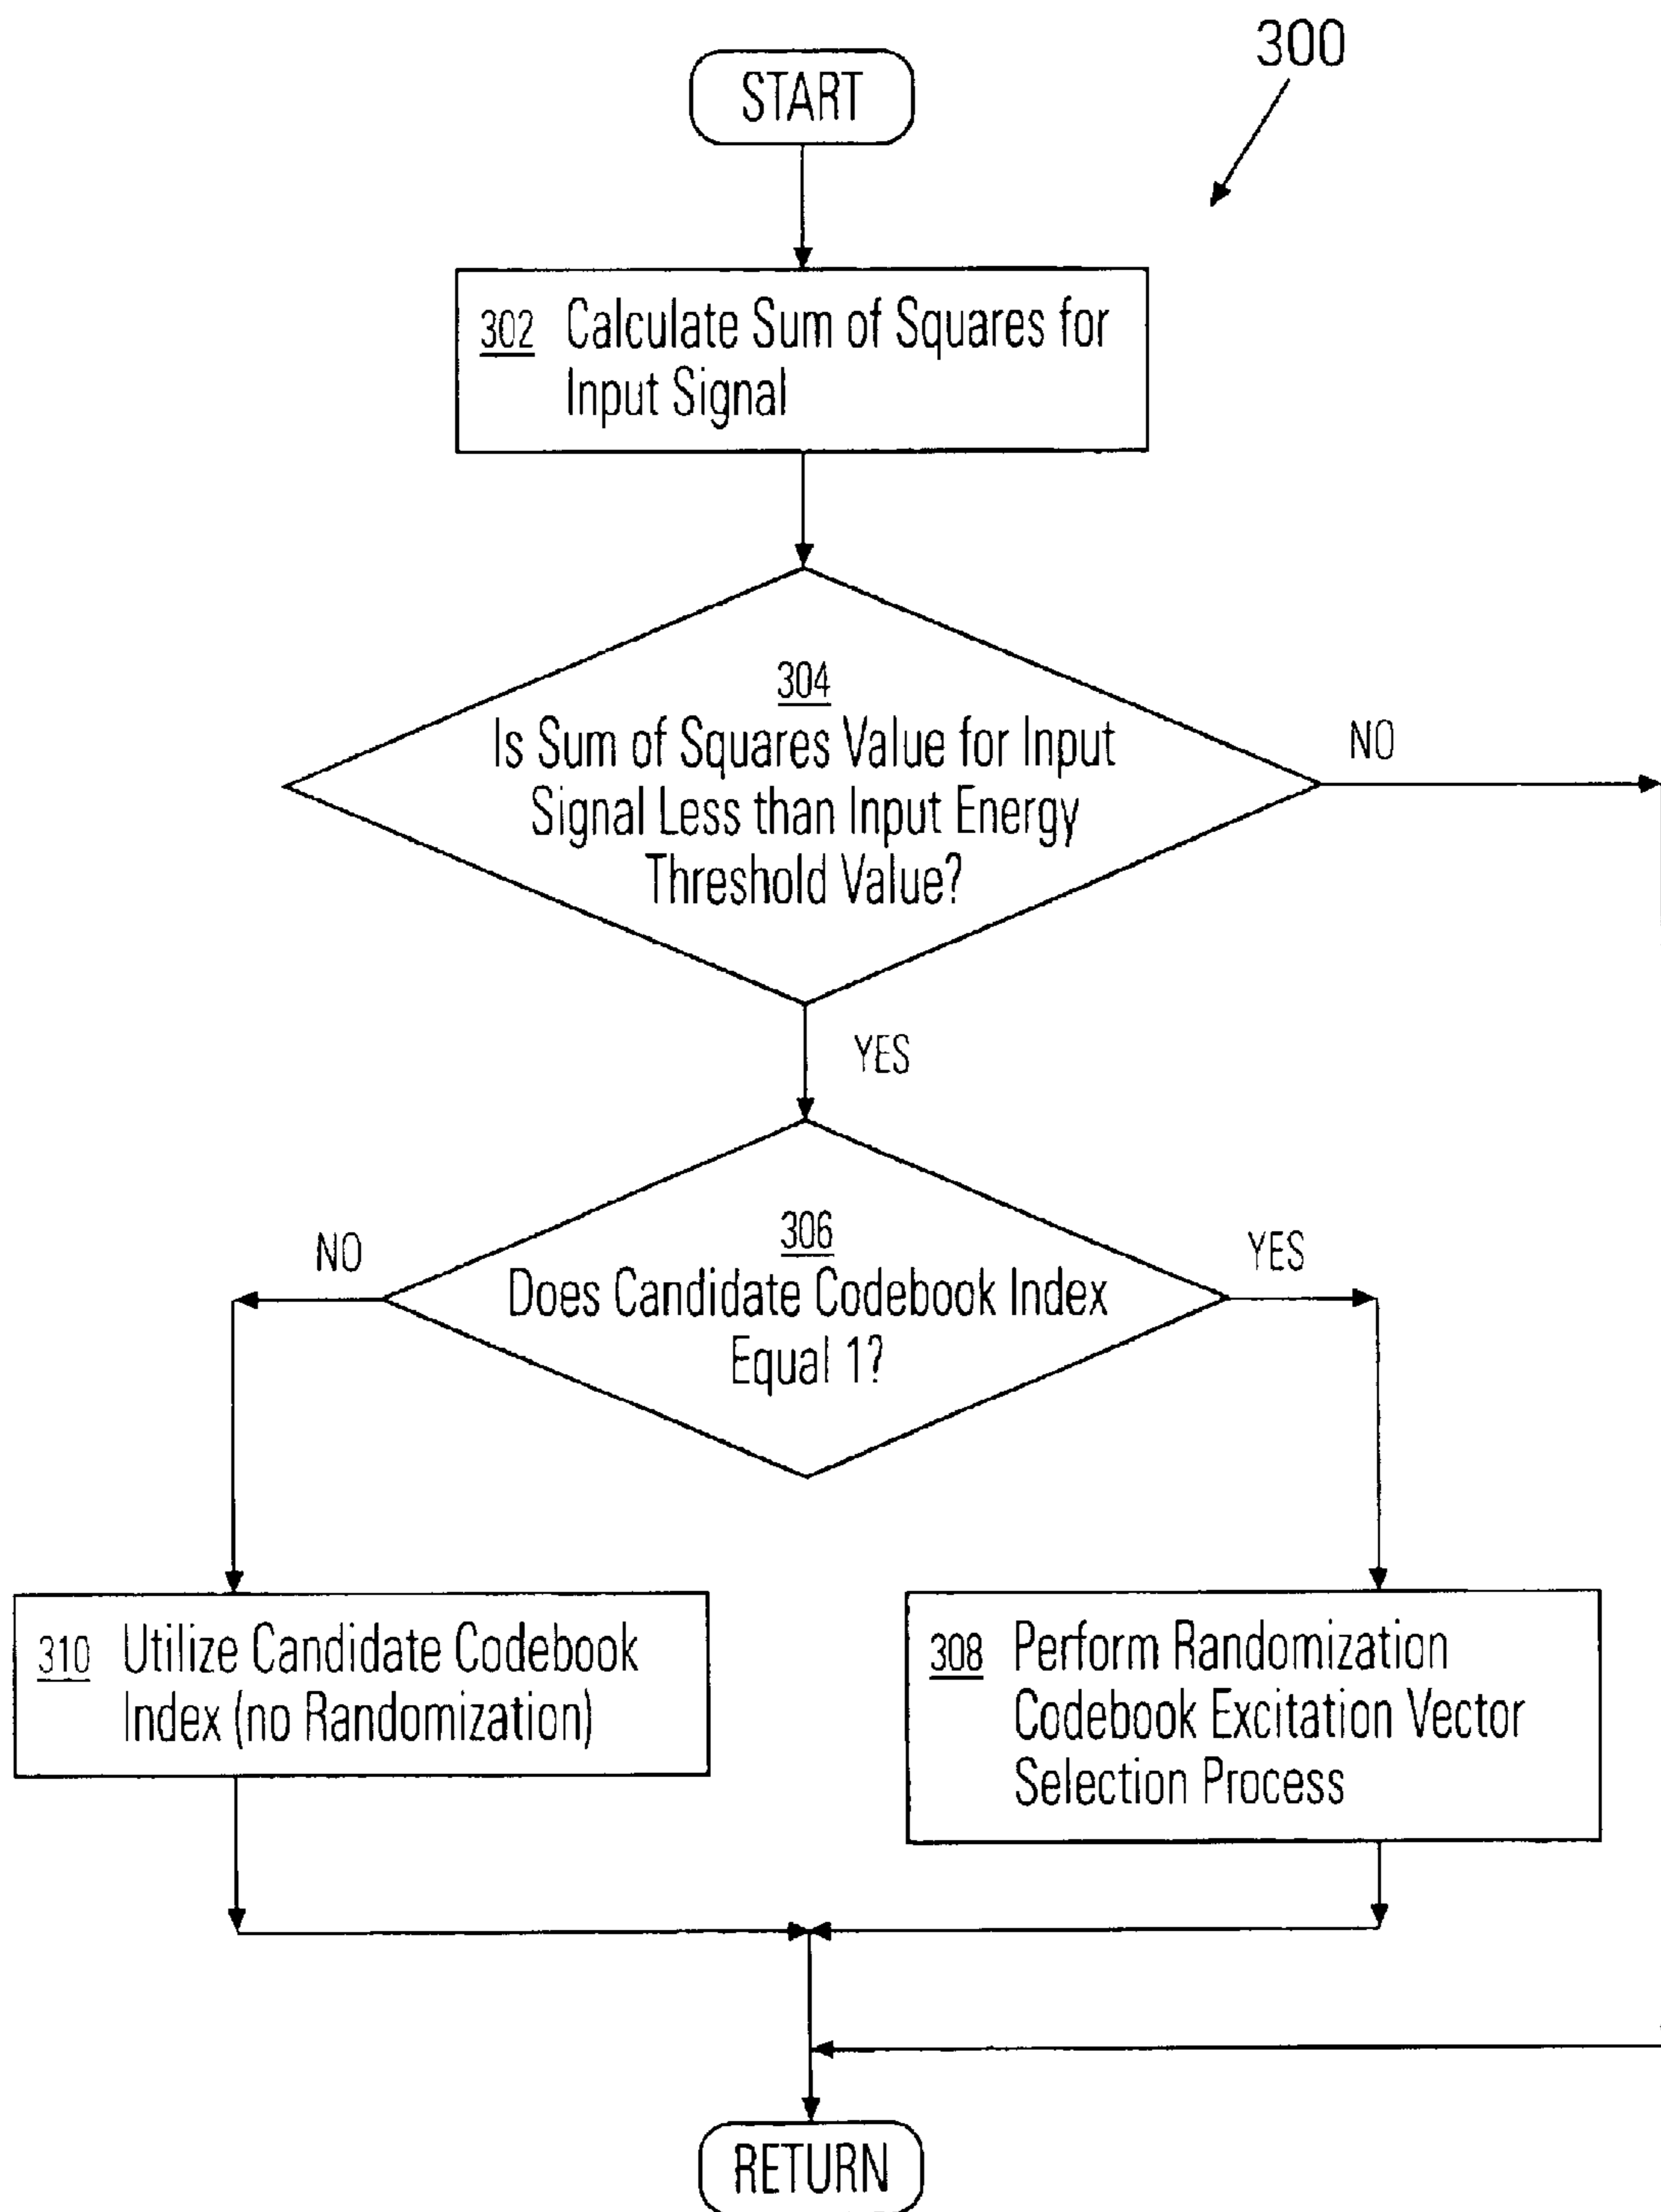 300
START
302 Calculate Sum of Squares for
Input Signal
304
Is Sum of Squares Value for Input
Signal Less than Input Energy
Threshold Value?
NO
YES
306
Does Candidate Codebook Index
Equal 1?
NO
YES
310 Utilize Candidate Codebook
Index (no Randomization)
308 Perform Randomization
Codebook Excitation Vector
Selection Process
RETURN